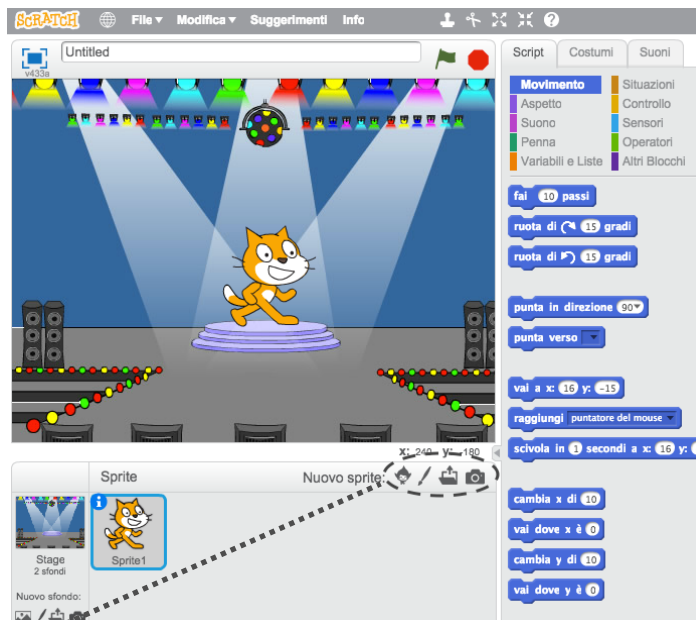 SCRATCH File Modifica Suggerimenti Info
v433a
Untitled
Script Costumi Suoni
Movimento Situazioni
Aspetto Controllo
Suono Sensori
Penna Operatori
Variabili e Liste Altri Blocchi
fai 10 passi
ruota di 15 gradi
ruota di 15 gradi
punta in direzione 90
punta verso
vai a x: 16 y: -15
raggiungi puntatore del mouse
scivola in 1 secondi a x: 16 y:
cambia x di 10
vai dove x è 0
cambia y di 10
vai dove y è 0
x: 240 y: -180
Sprite Nuovo sprite:
Sprite1
Stage
2 sfondi
Nuovo sfondo: